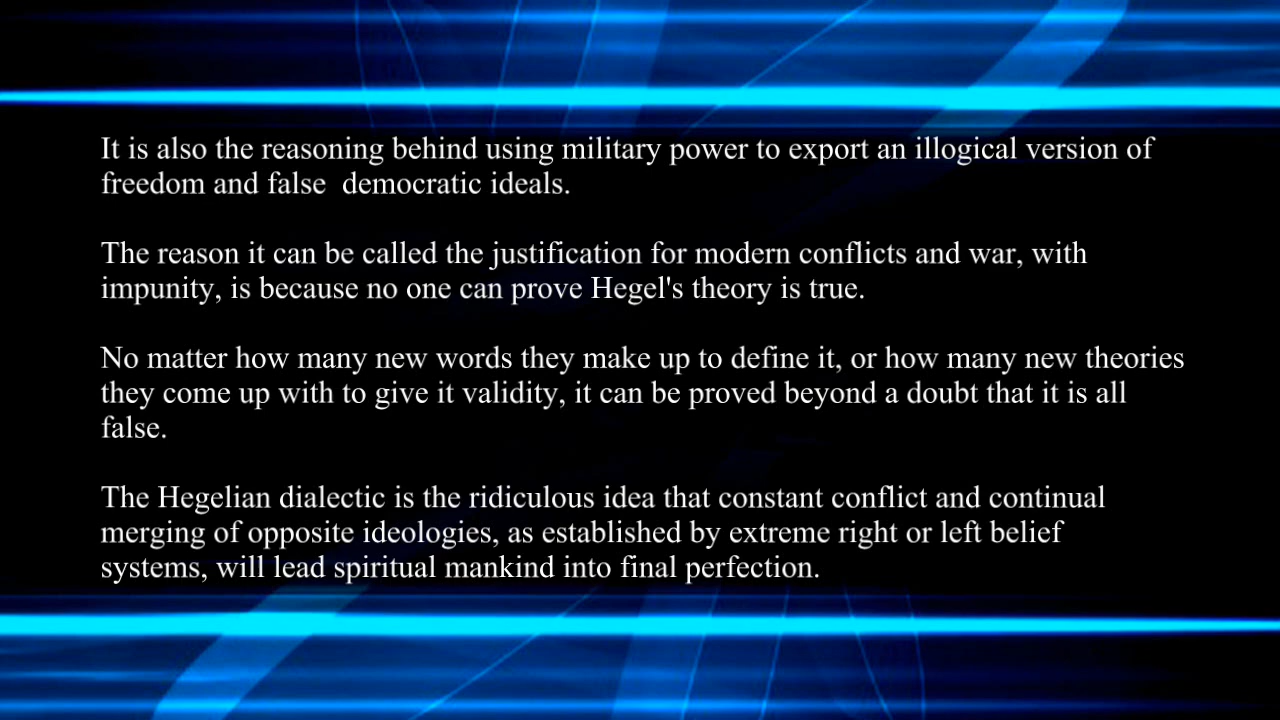 It is also the reasoning behind using military power to export an illogical version of
freedom and false  democratic ideals.
The reason it can be called the justification for modern conflicts and war, with
impunity, is because no one can prove Hegel's theory is true.
No matter how many new words they make up to define it, or how many new theories
they come up with to give it validity, it can be proved beyond a doubt that it is all
false.
The Hegelian dialectic is the ridiculous idea that constant conflict and continual
merging of opposite ideologies, as established by extreme right or left belief
systems, will lead spiritual mankind into final perfection.